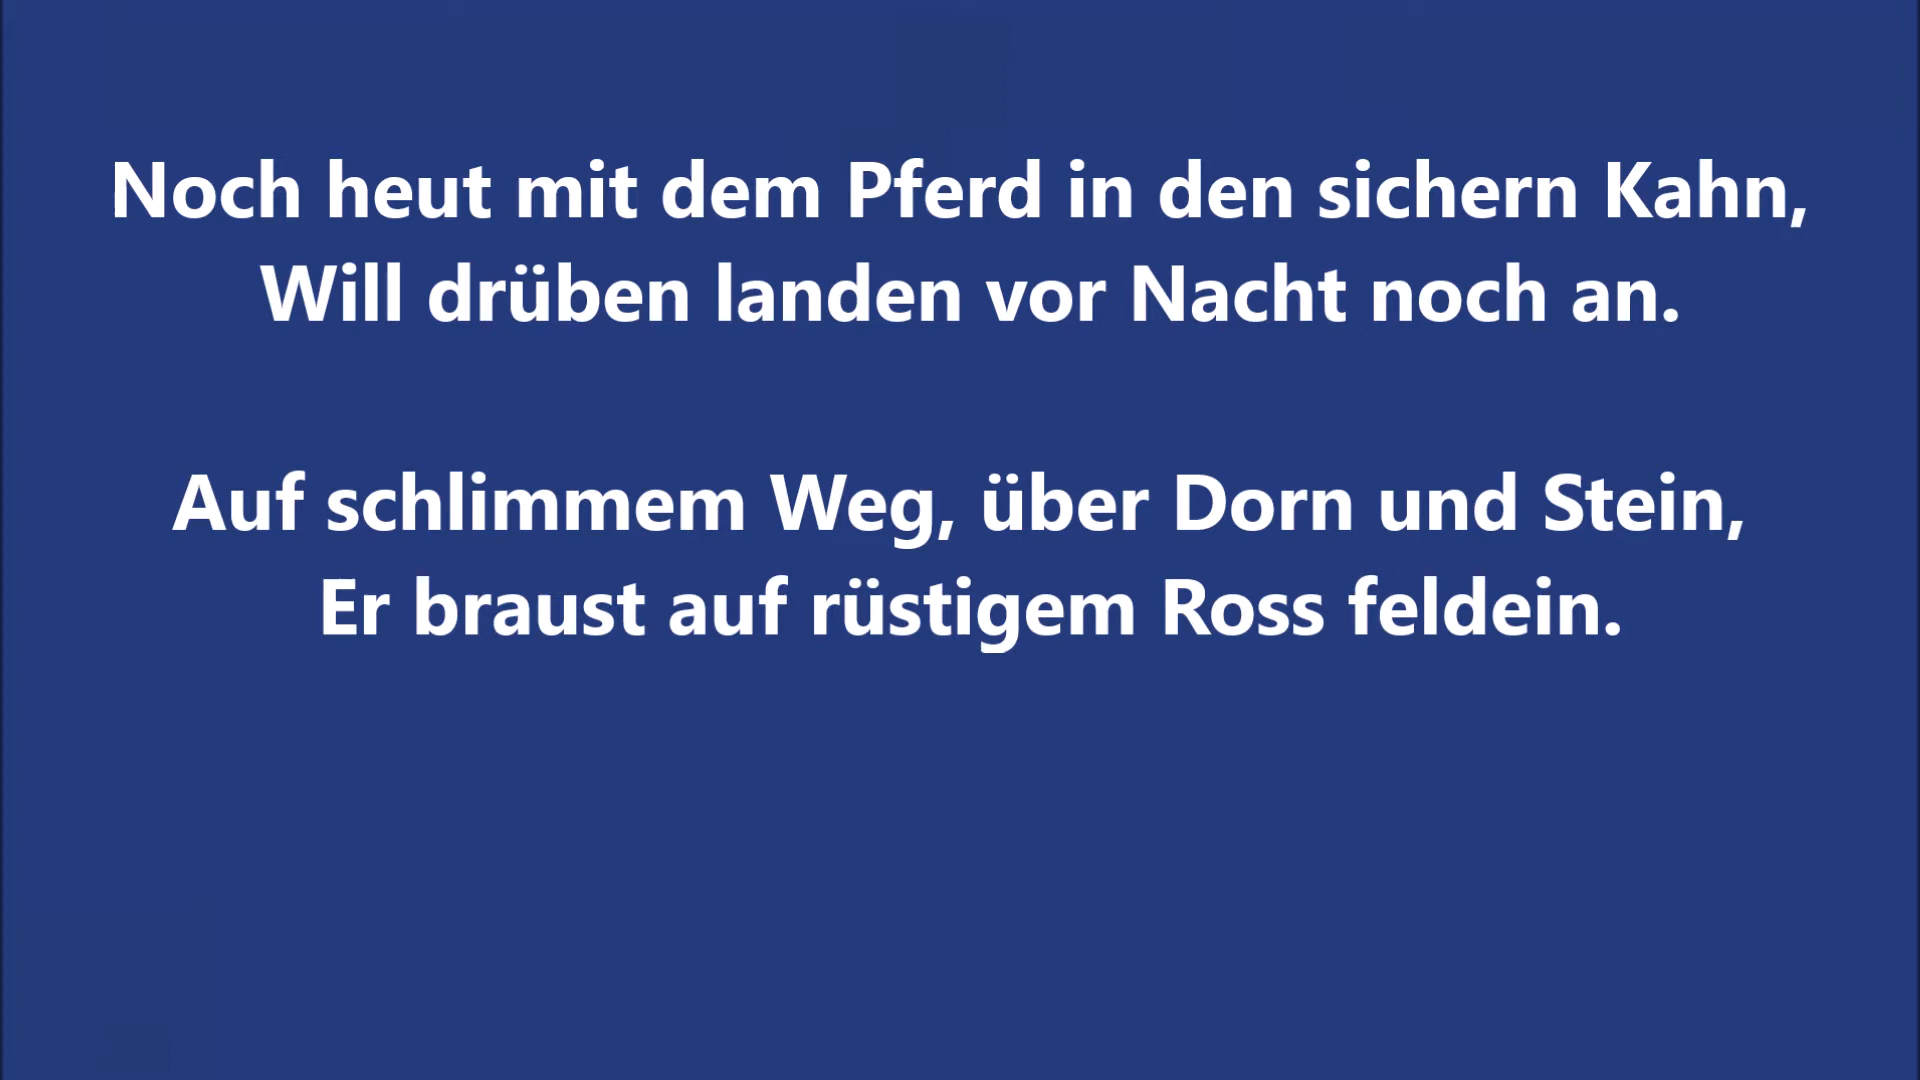 Noch heut mit dem Pferd in den sichern Kahn,
Will drüben landen vor Nacht noch an.
Auf schlimmem Weg, über Dorn und Stein,
Er braust auf rüstigem Ross feldein.